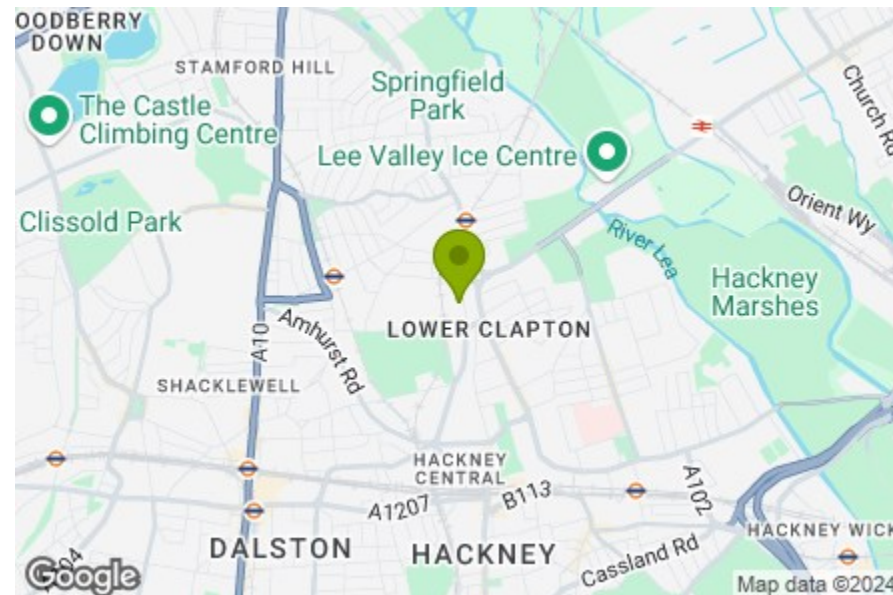 OODBERRY
DOWN
STAMFORD HILL
The Castle
Climbing Centre
Springfield
Park
Lee Valley Ice Centre
Church Rd
Orient Wy
Clissold Park
River Lea
Hackney
Marshes
LOWER CLAPTON
A10
Amhurst Rd
SHACKLEWELL
HACKNEY
CENTRAL
A1207
B113
A102
HACKNEY WICK
DALSTON
HACKNEY
Cassland Rd
Google
Map data ©2024